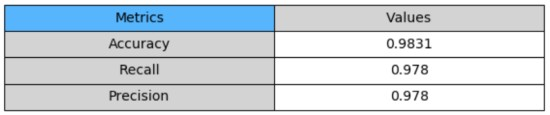 Metrics Values
Accuracy 0.9831
Recall 0.978
Precision 0.978